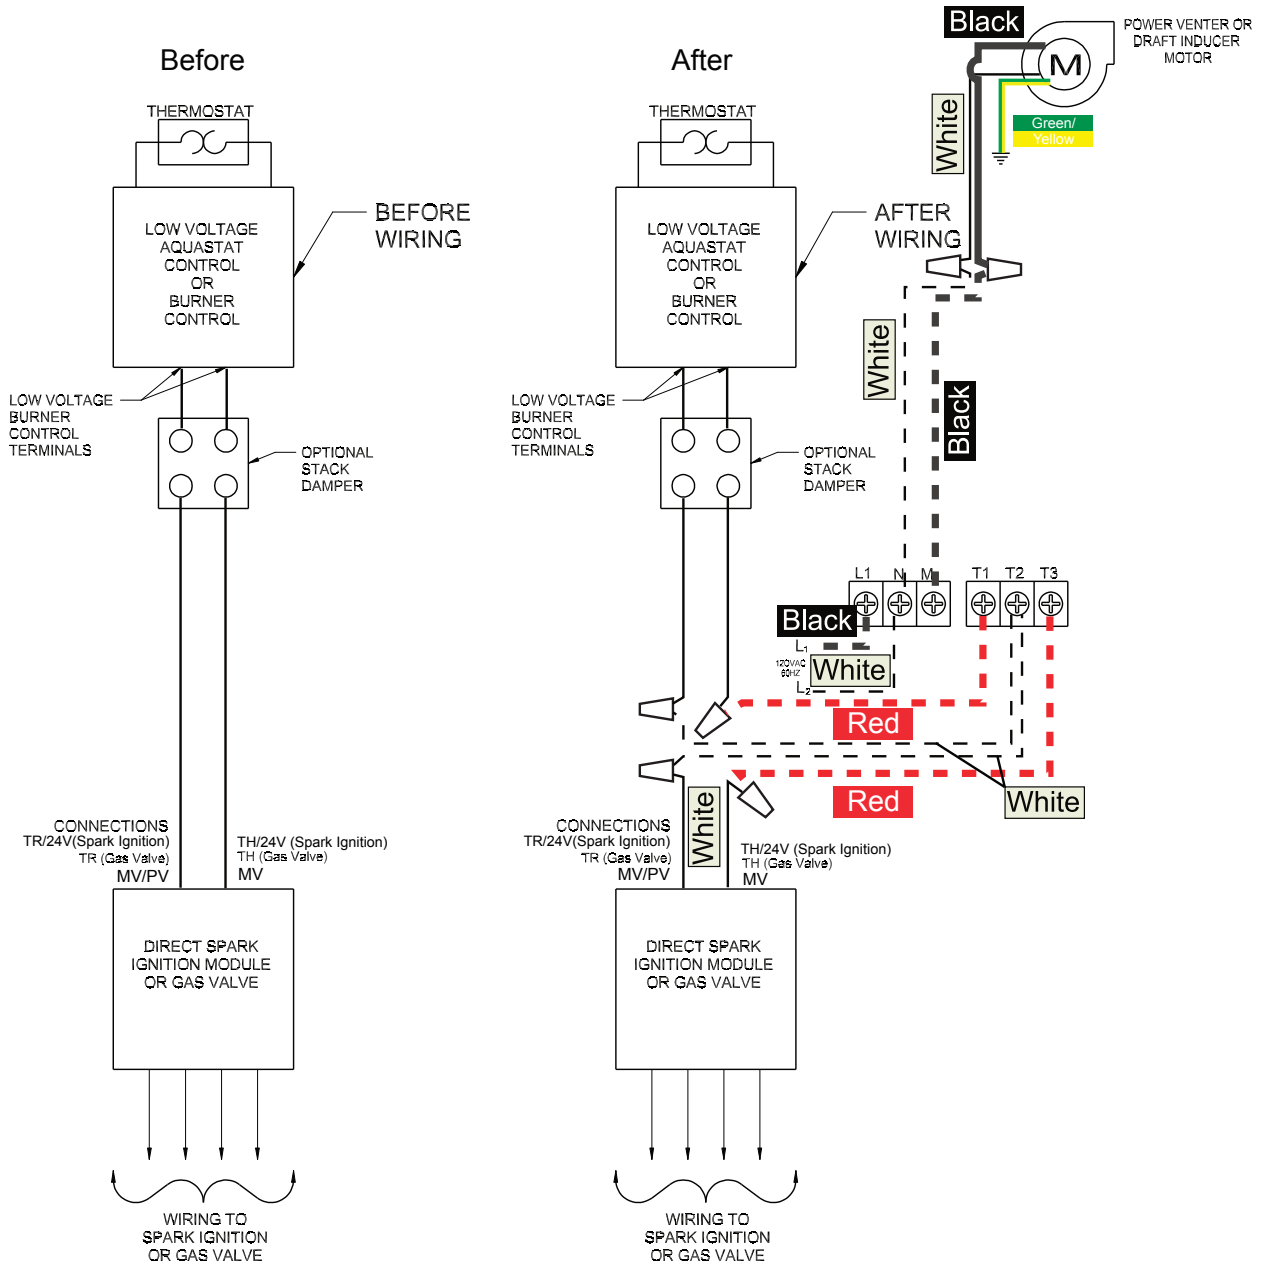 Before
THERMOSTAT
LOW VOLTAGE
AQUASTAT
CONTROL
OR
BURNER
CONTROL
BEFORE
WIRING
LOW VOLTAGE
BURNER
CONTROL
TERMINALS
OPTIONAL
STACK
DAMPER
CONNECTIONS
TR/24V(Spark Ignition)
TR (Gas Valve)
MV/PV
TH/24V (Spark Ignition)
TH (Gas Valve)
MV
DIRECT SPARK
IGNITION MODULE
OR GAS VALVE
WIRING TO
SPARK IGNITION
OR GAS VALVE
After
THERMOSTAT
LOW VOLTAGE
AQUASTAT
CONTROL
OR
BURNER
CONTROL
AFTER
WIRING
LOW VOLTAGE
BURNER
CONTROL
TERMINALS
OPTIONAL
STACK
DAMPER
Black
POWER VENTER OR
DRAFT INDUCER
MOTOR
M
White
Green/
Yellow
White
Black
L1 N M
T1 T2 T3
Black
L1
120VAC
60HZ
White
L2
Red
Red
White
White
CONNECTIONS
TR/24V(Spark Ignition)
TR (Gas Valve)
MV/PV
TH/24V (Spark Ignition)
TH (Gas Valve)
MV
DIRECT SPARK
IGNITION MODULE
OR GAS VALVE
WIRING TO
SPARK IGNITION
OR GAS VALVE